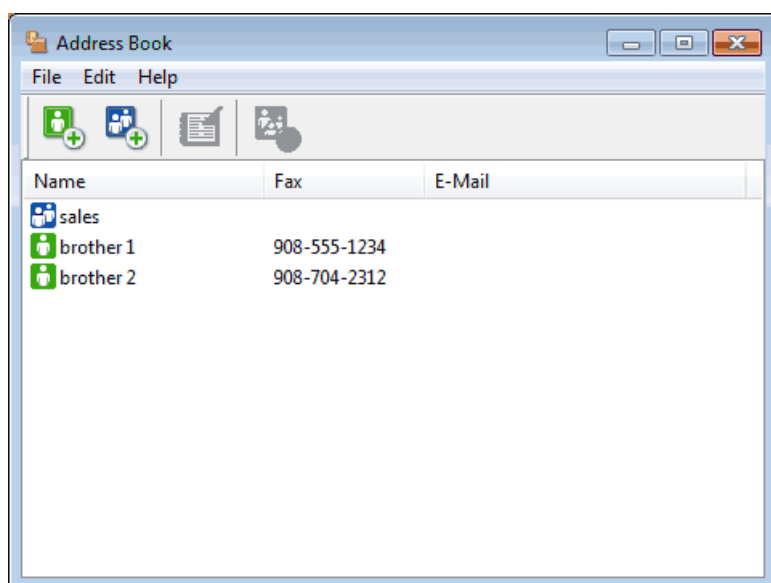 Address Book
File Edit Help
Name Fax E-Mail
sales
brother 1 908-555-1234
brother 2 908-704-2312